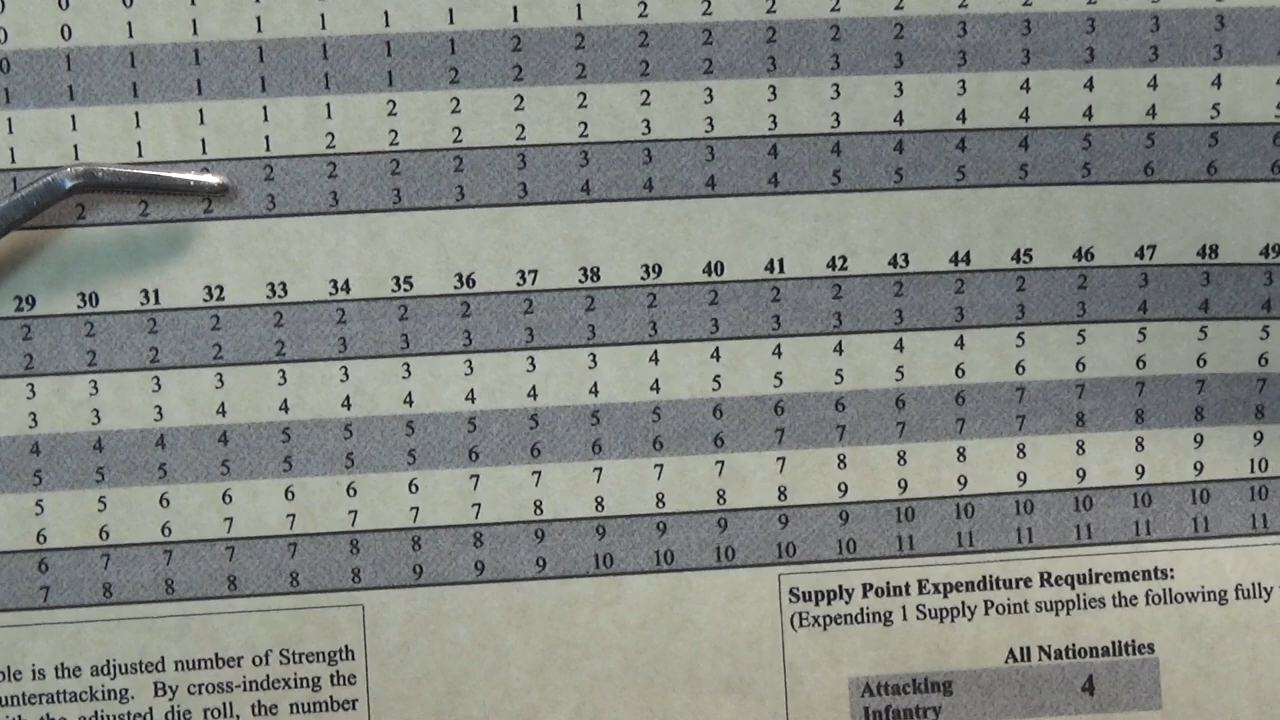 0 0 1 1 1 1 1 1 1 1 2 2 2 2 2 2 2
0 1 1 1 1 1 1 1 2 2 2 2 2 2 2 3 3 3 3 3
1 1 1 1 1 1 1 2 2 2 2 2 3 3 3 3 3 3 3 3
1 1 1 1 1 1 2 2 2 2 2 3 3 3 3 3 4 4 4 4
1 1 1 1 1 2 2 2 2 2 3 3 3 3 4 4 4 4 4 5 5
1 2 2 2 2 3 3 3 3 4 4 4 4 4 5 5 5 6
2 2 2 3 3 3 3 3 4 4 4 4 5 5 5 5 5 6 6 6
29 30 31 32 33 34 35 36 37 38 39 40 41 42 43 44 45 46 47 48 49
2 2 2 2 2 2 2 2 2 2 2 2 2 2 2 2 2 2 3 3 3
2 2 2 2 2 3 3 3 3 3 3 3 3 3 3 3 3 3 4 4 4
3 3 3 3 3 3 3 3 3 3 4 4 4 4 4 4 5 5 5 5 5
3 3 3 4 4 4 4 4 4 4 4 5 5 5 5 6 6 6 6 6 6
4 4 4 4 5 5 5 5 5 5 5 6 6 6 6 6 7 7 7 7 7
5 5 5 5 5 5 5 6 6 6 6 6 7 7 7 7 7 8 8 8 8
5 5 6 6 6 6 6 7 7 7 7 7 7 8 8 8 8 8 8 9 9
6 6 6 7 7 7 7 7 8 8 8 8 8 9 9 9 9 9 9 9 10
6 7 7 7 7 8 8 8 9 9 9 9 9 9 10 10 10 10 10 10 10
7 8 8 8 8 8 9 9 9 10 10 10 10 10 11 11 11 11 11 11 11
ble is the adjusted number of Strength
unterattacking. By cross-indexing the
the adjusted die roll, the number
Supply Point Expenditure Requirements:
(Expending 1 Supply Point supplies the following fully
All Nationalities
Attacking 4
Infantry